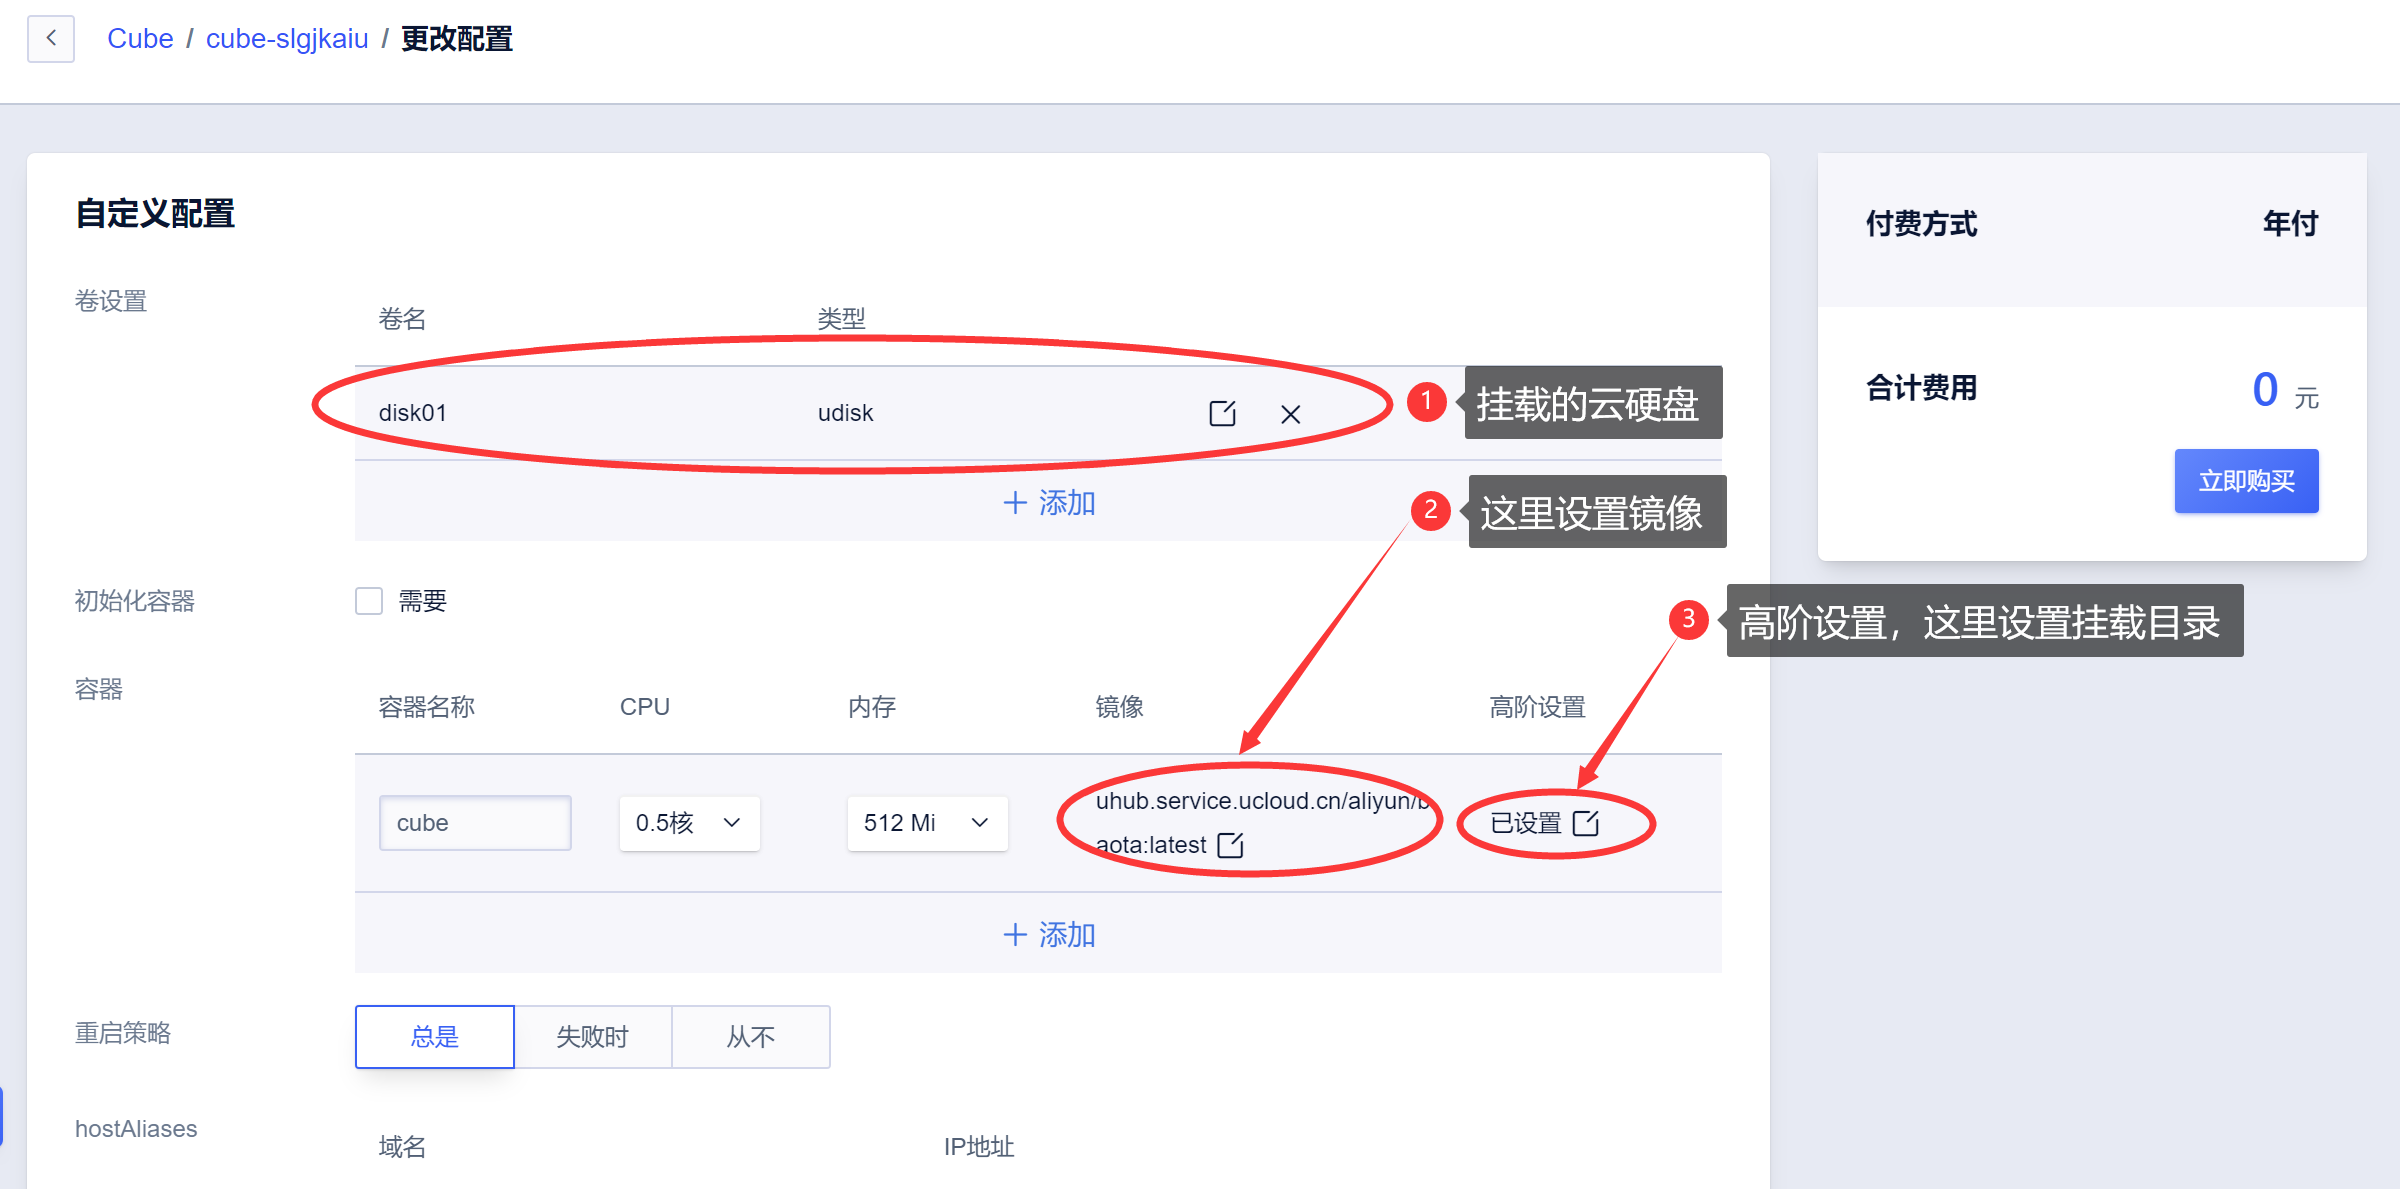 Cube / cube-slgjkaiu / 更改配置
自定义配置
付费方式 年付
卷设置
卷名 类型
合计费用 0 元
disk01 udisk
1 挂载的云硬盘
立即购买
添加
2 这里设置镜像
初始化容器 需要
3 高阶设置，这里设置挂载目录
容器
容器名称 CPU 内存 镜像 高阶设置
cube 0.5核 512 Mi uhub.service.ucloud.cn/aliyun/b
aota:latest
已设置
添加
重启策略 总是 失败时 从不
hostAliases
域名 IP地址